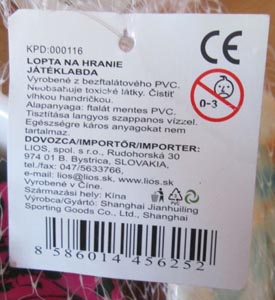 KPD:000116
CE
LOPTA NA HRANIE
JÁTÉKLABDA
Vyrobené z bezftalátového PVC.
Neobsahuje toxické látky. Čistiť
vlhkou handričkou.
Alapanyaga: ftalát mentes PVC.
Tisztítása langyos szappanos vízzel.
Egészségre káros anyagokat nem
tartalmaz.
0-3
DOVOZCA/IMPORTŐR/IMPORTER:
LIOS, spol. s r.o., Rudohorská 30
974 01 B. Bystrica, SLOVAKIA,
tel/fax: 047/5633766,
e-mail: lios@lios.sk, www.lios.sk
Vyrobené v Číne.
Származási hely: Kína
PVC
Výrobca/Gyártó: Shanghai Jianhuilin
Sporting Goods Co., Ltd., Shanghai
8 586014 456252